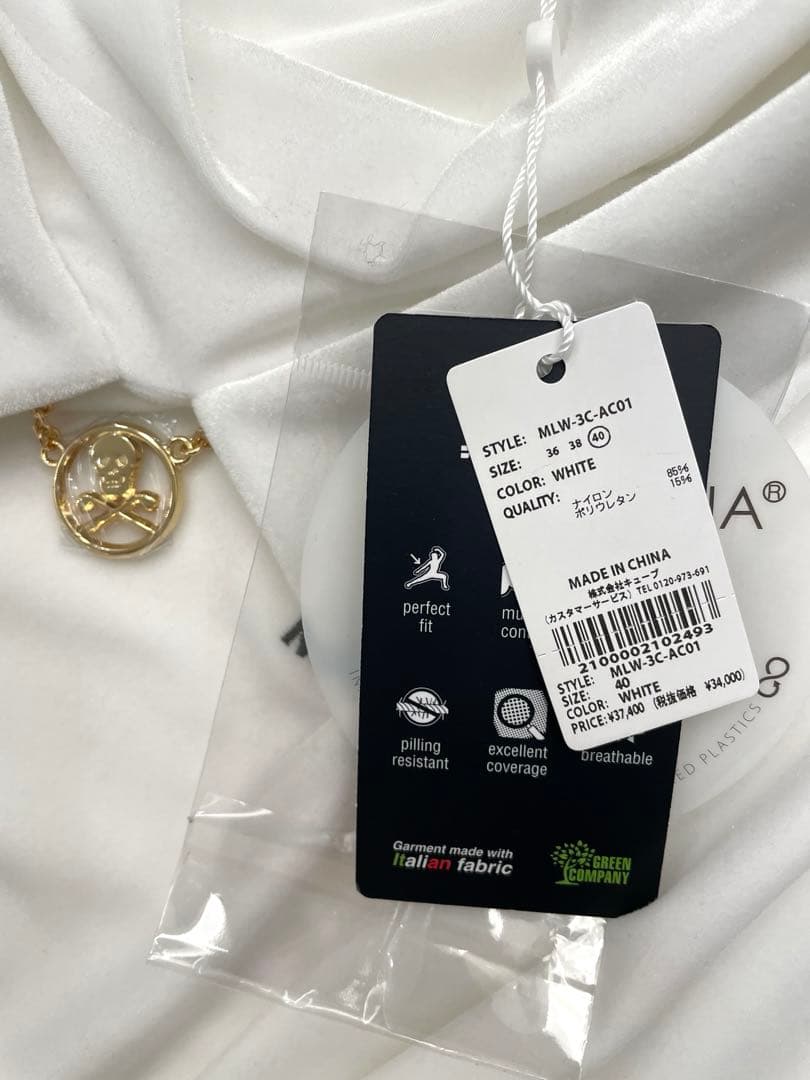 STYLE: MLW-3C-AC01
SIZE: 36 38 40
COLOR: WHITE
QUALITY: ナイロン 85%
ポリウレタン 15%
MADE IN CHINA
株式会社キューブ
(カスタマーサービス) TEL 0120-973-691
2100002102493
STYLE: MLW-3C-AC01
SIZE: 40
COLOR: WHITE
PRICE: ¥37,400 (税抜価格 ¥34,000)
perfect
fit
pilling
resistant
excellent
coverage
breathable
Garment made with
Italian fabric
GREEN
COMPANY
PLASTICS